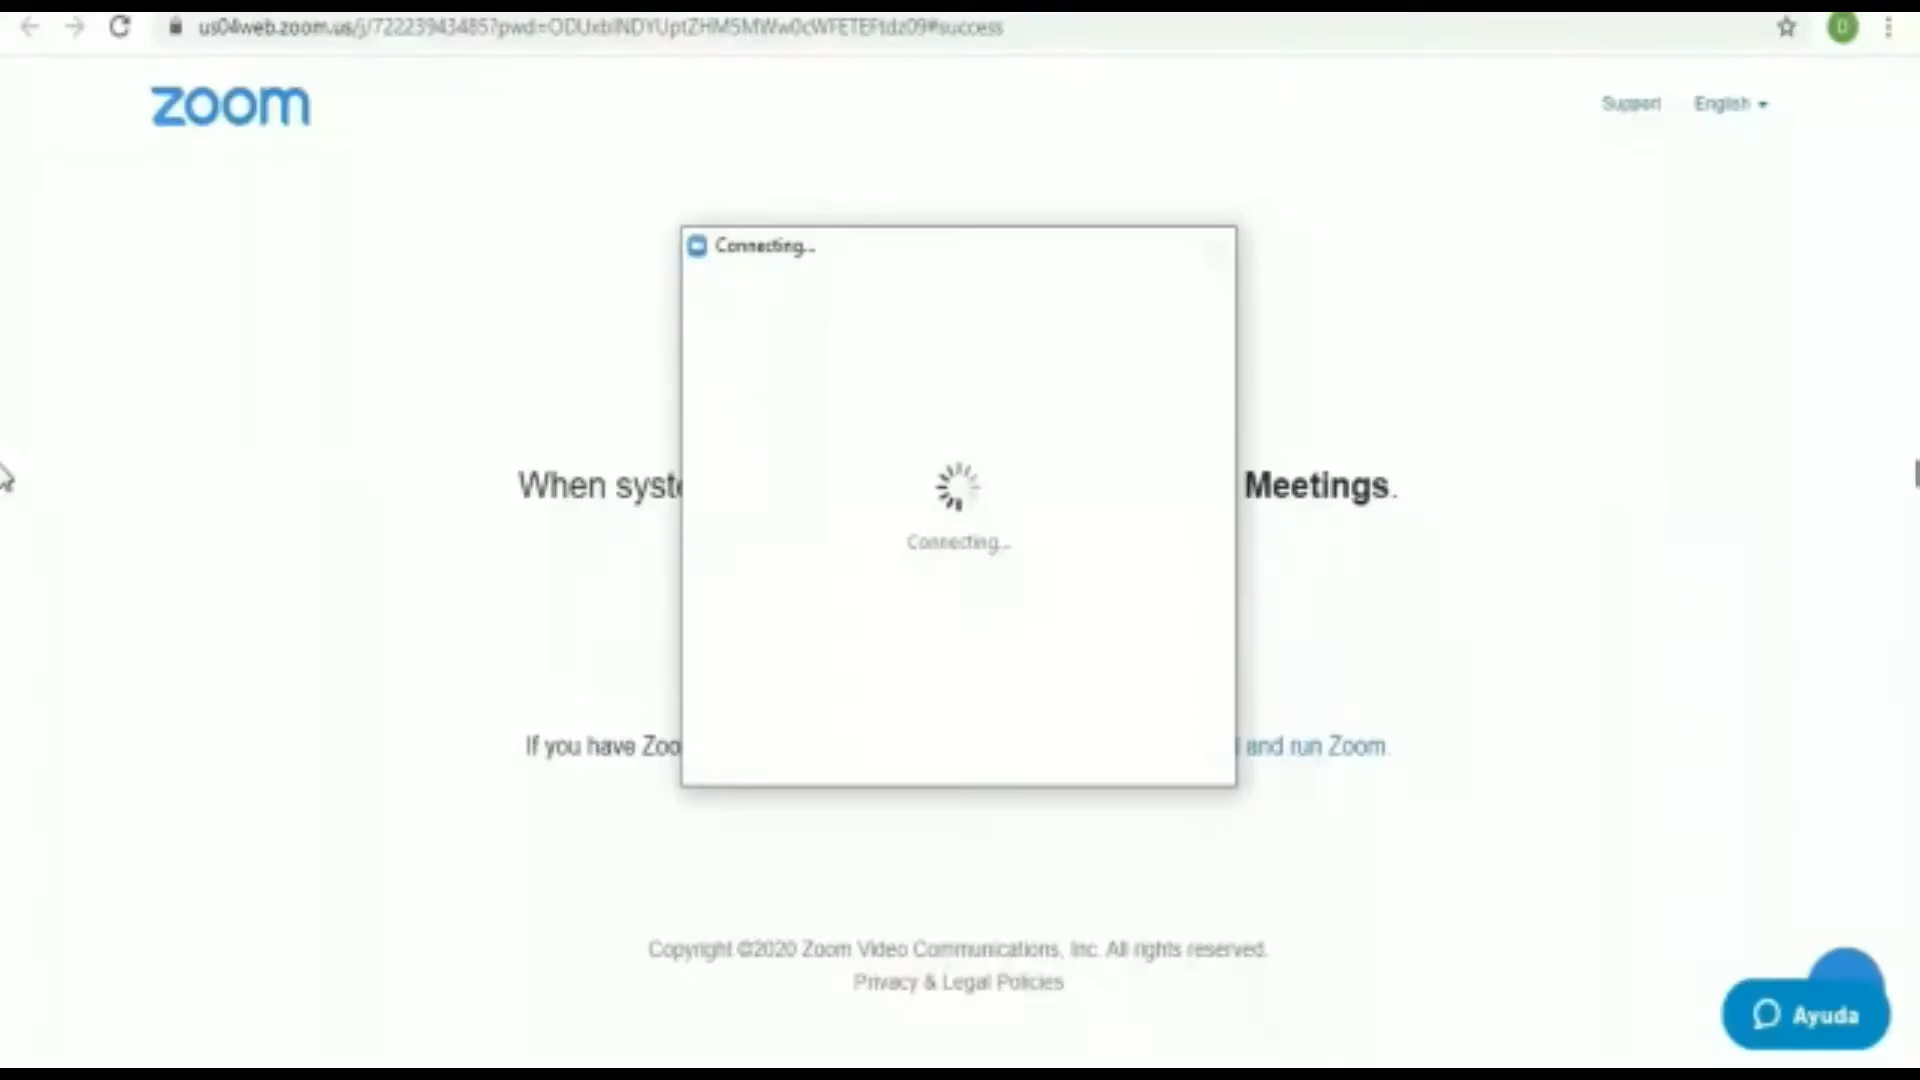 zoom
Support English
Connecting...
When syst Meetings.
Connecting...
If you have Zoo and run Zoom.
Copyright ©2020 Zoom Video Communications, Inc. All rights reserved.
Privacy & Legal Policies
Ayuda